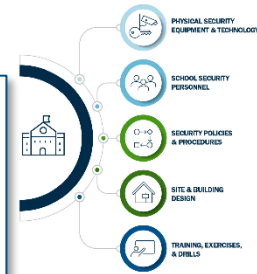 PHYSICAL SECURITY
EQUIPMENT & TECHNOLOGY
SCHOOL SECURITY
PERSONNEL
SECURITY POLICIES
& PROCEDURES
SITE & BUILDING
DESIGN
TRAINING, EXERCISES,
& DRILLS